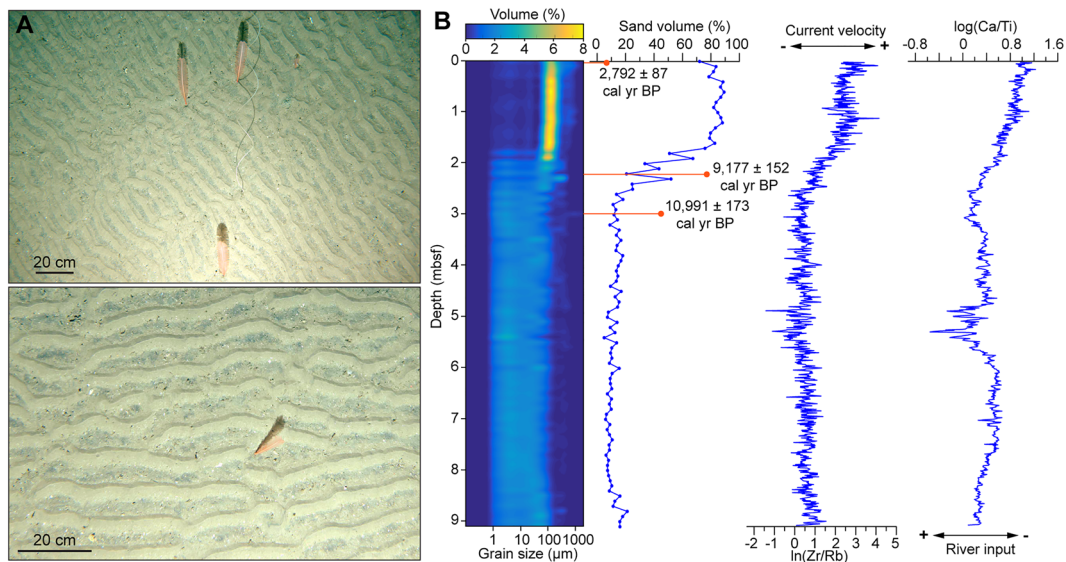 A
20 cm
20 cm
B
Volume (%)
0 2 4 6 8
Sand volume (%)
0 20 40 60 80 100
Current velocity
- +
log(Ca/Ti)
-0.8 0 0.8 1.6
Depth (mbsf)
0
1
2
3
4
5
6
7
8
9
2,792 ± 87
cal yr BP
9,177 ± 152
cal yr BP
10,991 ± 173
cal yr BP
1 10 100 1000
Grain size (µm)
-2 -1 0 1 2 3 4 5
ln(Zr/Rb)
+ -
River input